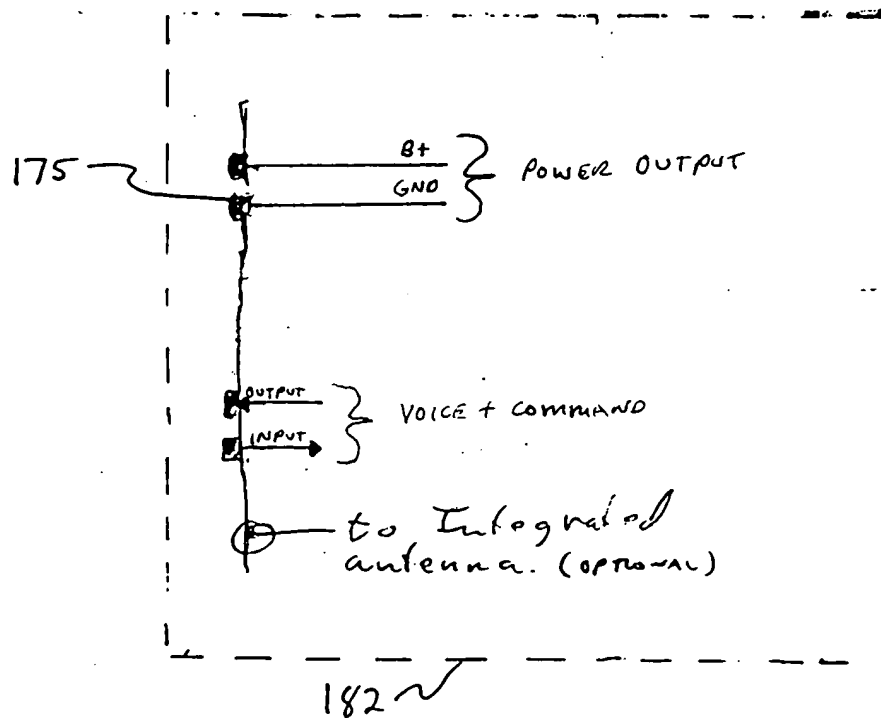 B+
175
POWER OUTPUT
GND
OUTPUT
VOICE + COMMAND
INPUT
to Integrated
antenna. (OPTIONAL)
182